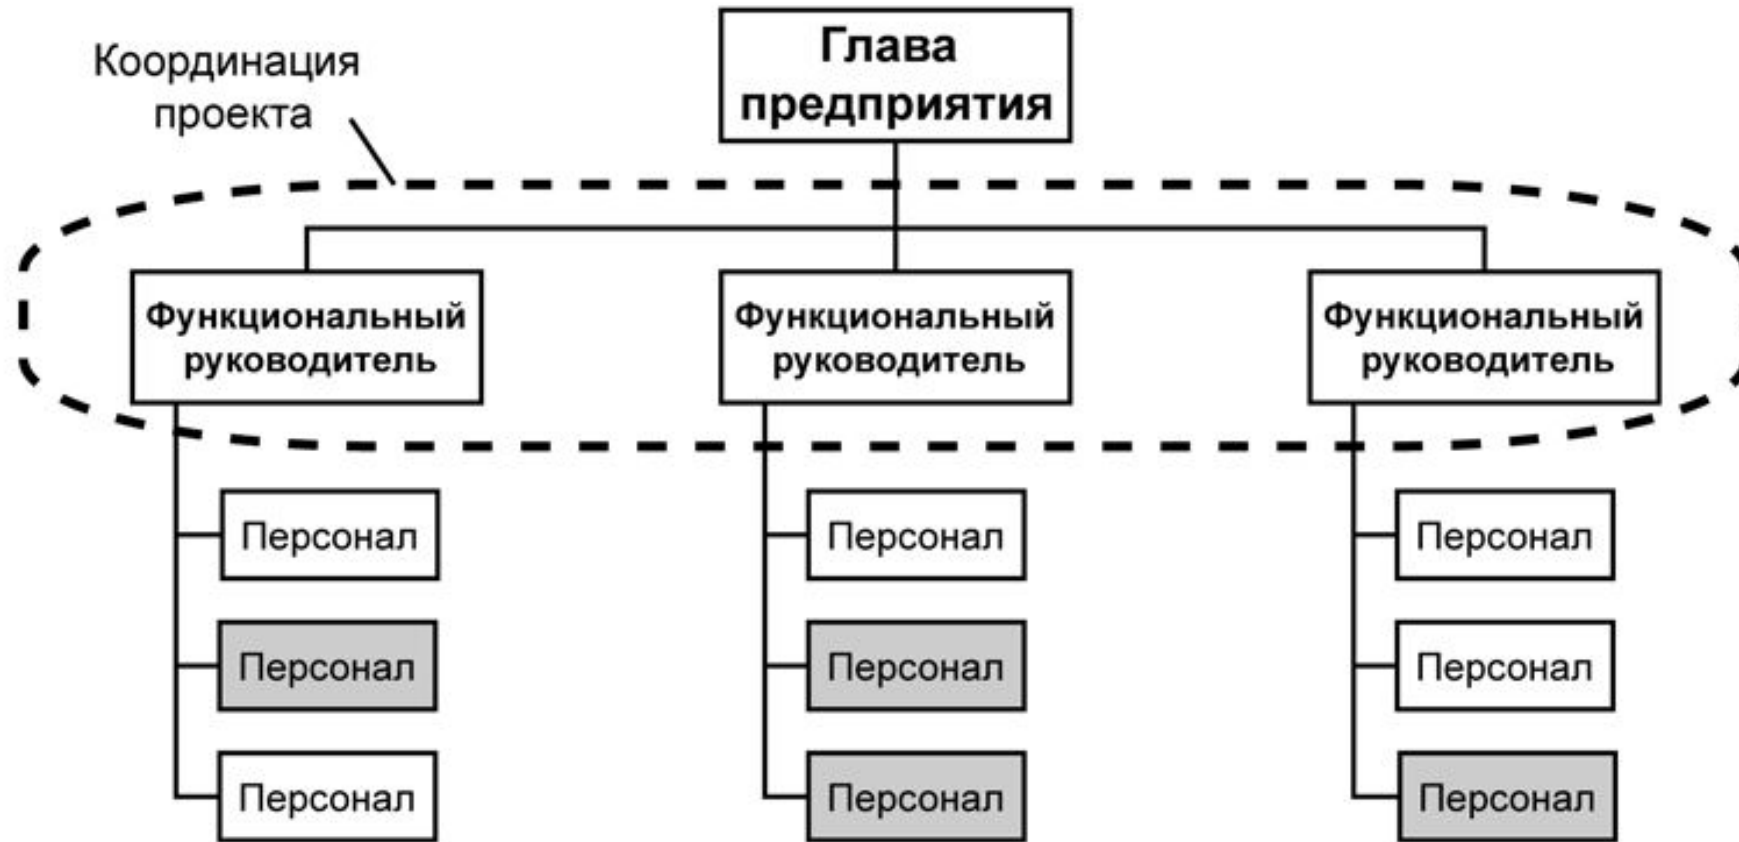 Глава
предприятия
Координация
проекта
Функциональный
руководитель
Функциональный
руководитель
Функциональный
руководитель
Персонал
Персонал
Персонал
Персонал
Персонал
Персонал
Персонал
Персонал
Персонал